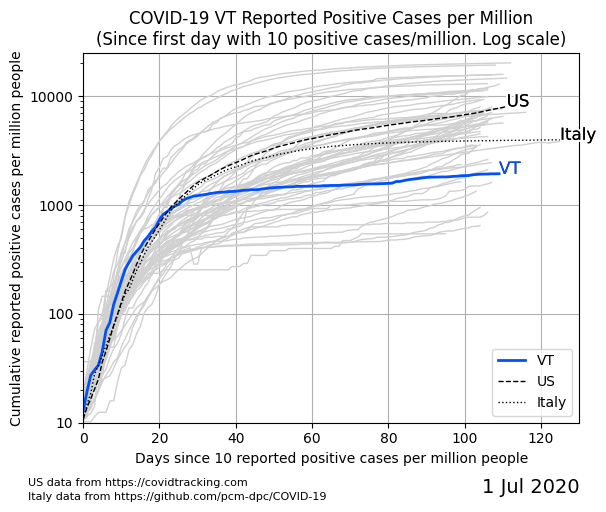 COVID-19 VT Reported Positive Cases per Million
(Since first day with 10 positive cases/million. Log scale)
Cumulative reported positive cases per million people
10000
1000
100
10
US
Italy
VT
VT
US
Italy
0
20
40
60
80
100
120
Days since 10 reported positive cases per million people
US data from https://covidtracking.com
Italy data from https://github.com/pcm-dpc/COVID-19
1 Jul 2020